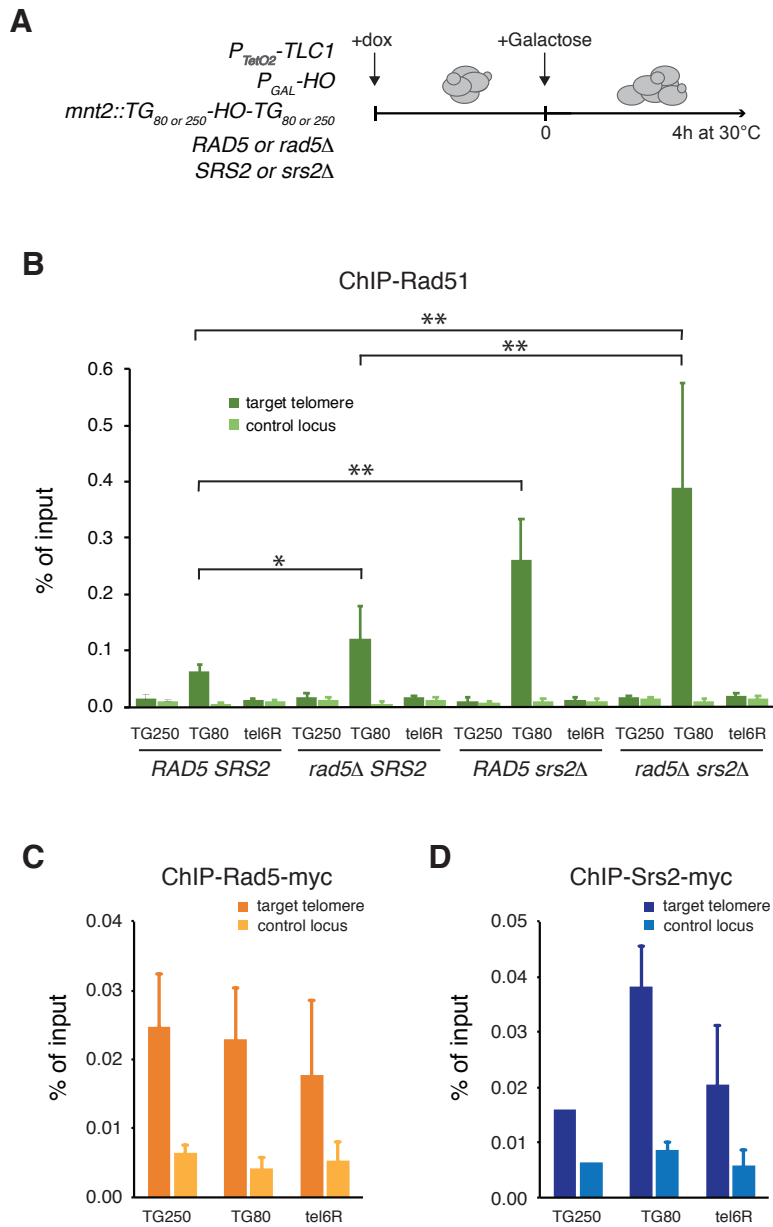 A
P_TetO2-TLC1
P_GAL-HO
mnt2::TG_80 or 250-HO-TG_80 or 250
RAD5 or rad5Δ
SRS2 or srs2Δ
+dox
+Galactose
0
4h at 30°C
B
ChIP-Rad51
**
**
**
*
target telomere
control locus
% of input
0.6
0.5
0.4
0.3
0.2
0.1
0.0
TG250 TG80 tel6R TG250 TG80 tel6R TG250 TG80 tel6R TG250 TG80 tel6R
RAD5 SRS2 rad5Δ SRS2 RAD5 srs2Δ rad5Δ srs2Δ
C
ChIP-Rad5-myc
target telomere
control locus
% of input
0.04
0.03
0.02
0.01
0.00
TG250 TG80 tel6R
D
ChIP-Srs2-myc
target telomere
control locus
% of input
0.05
0.04
0.03
0.02
0.01
0.00
TG250 TG80 tel6R